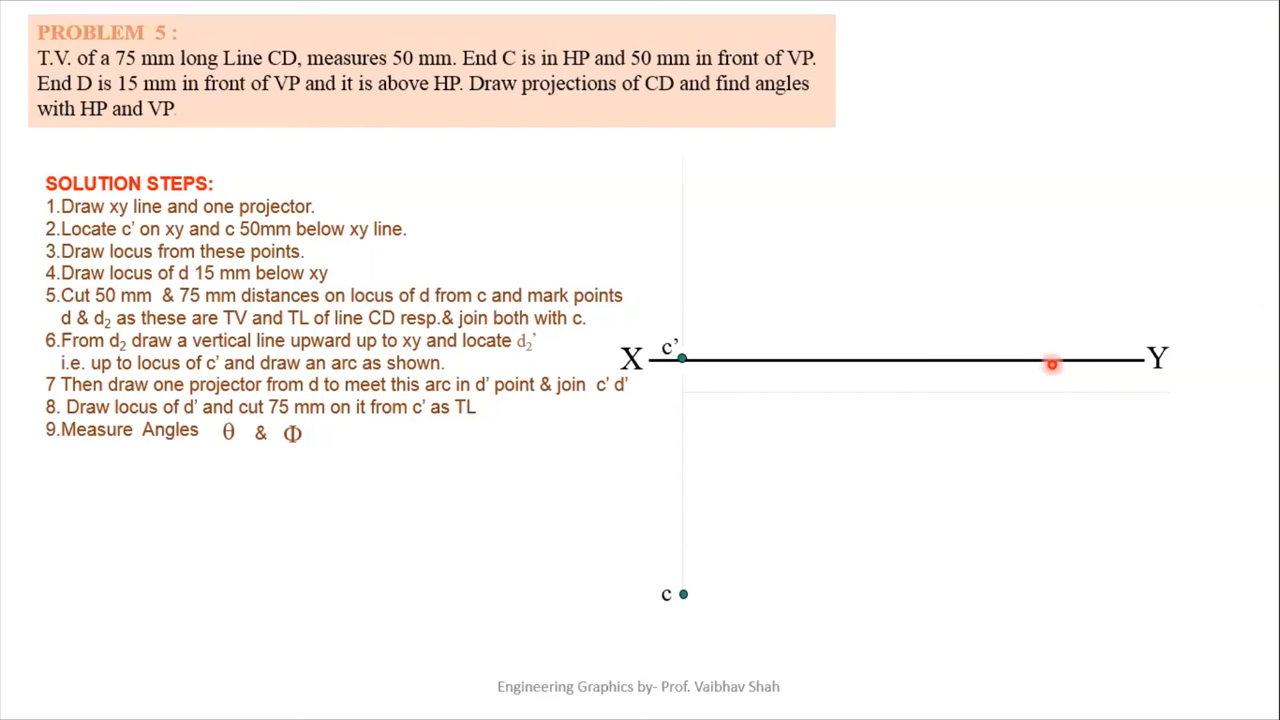 PROBLEM 5 :
T.V. of a 75 mm long Line CD, measures 50 mm. End C is in HP and 50 mm in front of VP.
End D is 15 mm in front of VP and it is above HP. Draw projections of CD and find angles
with HP and VP.
SOLUTION STEPS:
1.Draw xy line and one projector.
2.Locate c’ on xy and c 50mm below xy line.
3.Draw locus from these points.
4.Draw locus of d 15 mm below xy
5.Cut 50 mm & 75 mm distances on locus of d from c and mark points
d & d₂ as these are TV and TL of line CD resp.& join both with c.
6.From d₂ draw a vertical line upward up to xy and locate d₂’
i.e. up to locus of c’ and draw an arc as shown.
7 Then draw one projector from d to meet this arc in d’ point & join c’ d’
8. Draw locus of d’ and cut 75 mm on it from c’ as TL
9.Measure Angles θ & Φ
c’
X Y
c
Engineering Graphics by- Prof. Vaibhav Shah